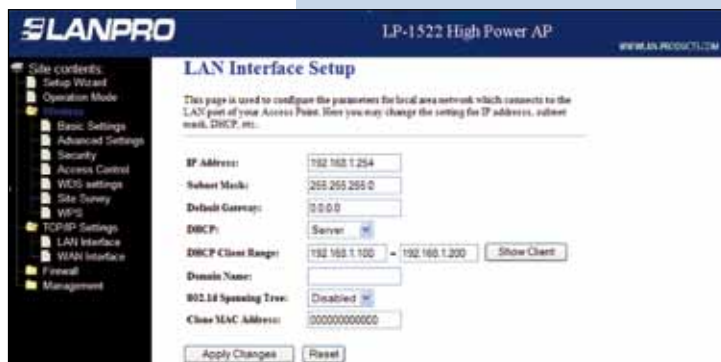 LANPRO
LP-1522 High Power AP
WWW.LAN-PRODUCTS.COM
Site contents:
Setup Wizard
Operation Mode
Wireless
Basic Settings
Advanced Settings
Security
Access Control
WDS settings
Site Survey
WPS
TCP/IP Settings
LAN Interface
WAN Interface
Firewall
Management
LAN Interface Setup
This page is used to configure the parameters for local area network which connects to the
LAN port of your Access Point. Here you may change the setting for IP addresss, subnet
mask, DHCP, etc..
IP Address: 192.168.1.254
Subnet Mask: 255.255.255.0
Default Gateway: 0.0.0.0
DHCP: Server
DHCP Client Range: 192.168.1.100 - 192.168.1.200 Show Client
Domain Name:
802.1d Spanning Tree: Disabled
Clone MAC Address: 000000000000
Apply Changes Reset